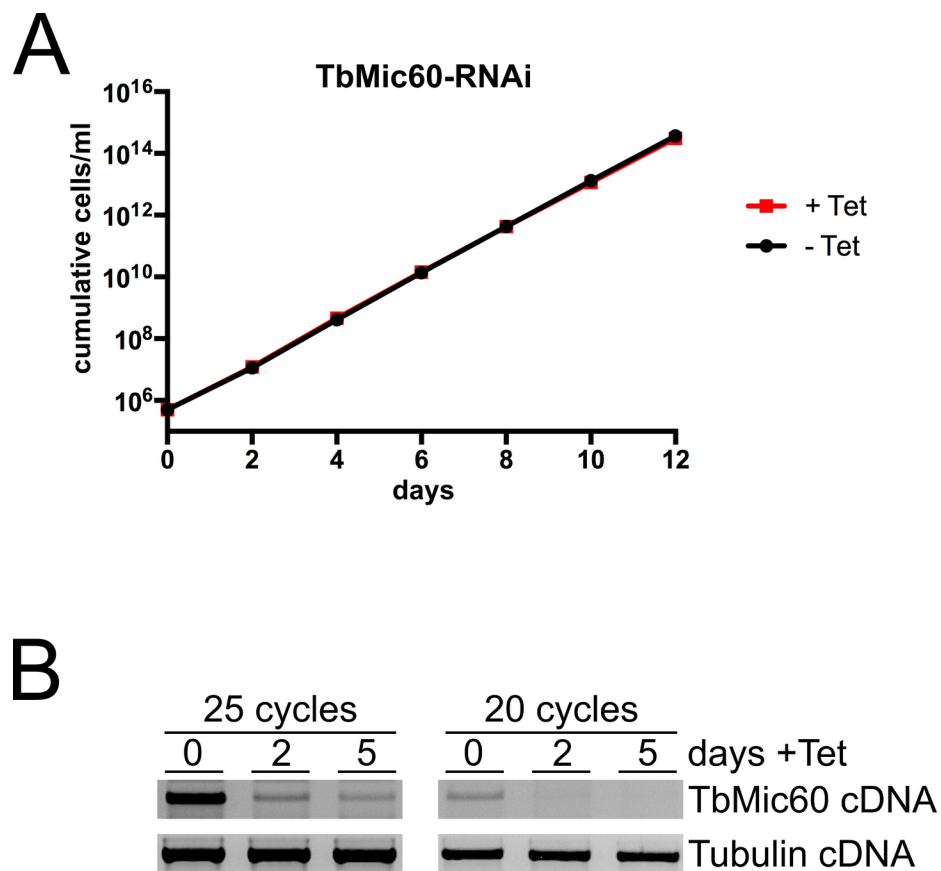 A
TbMic60-RNAi
cumulative cells/ml
10^16
10^14
10^12
10^10
10^8
10^6
0 2 4 6 8 10 12
days
+ Tet
- Tet
B
25 cycles 20 cycles
0 2 5 0 2 5 days +Tet
TbMic60 cDNA
Tubulin cDNA